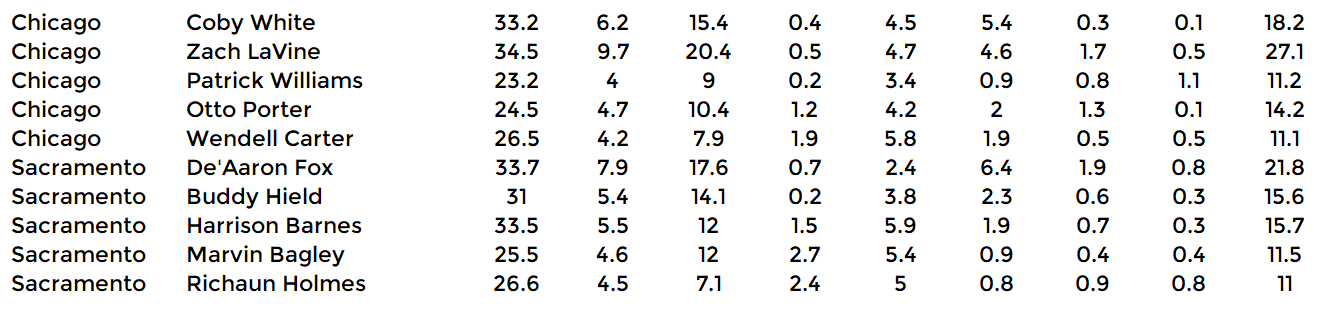 Chicago Coby White 33.2 6.2 15.4 0.4 4.5 5.4 0.3 0.1 18.2
Chicago Zach LaVine 34.5 9.7 20.4 0.5 4.7 4.6 1.7 0.5 27.1
Chicago Patrick Williams 23.2 4 9 0.2 3.4 0.9 0.8 1.1 11.2
Chicago Otto Porter 24.5 4.7 10.4 1.2 4.2 2 1.3 0.1 14.2
Chicago Wendell Carter 26.5 4.2 7.9 1.9 5.8 1.9 0.5 0.5 11.1
Sacramento De'Aaron Fox 33.7 7.9 17.6 0.7 2.4 6.4 1.9 0.8 21.8
Sacramento Buddy Hield 31 5.4 14.1 0.2 3.8 2.3 0.6 0.3 15.6
Sacramento Harrison Barnes 33.5 5.5 12 1.5 5.9 1.9 0.7 0.3 15.7
Sacramento Marvin Bagley 25.5 4.6 12 2.7 5.4 0.9 0.4 0.4 11.5
Sacramento Richaun Holmes 26.6 4.5 7.1 2.4 5 0.8 0.9 0.8 11